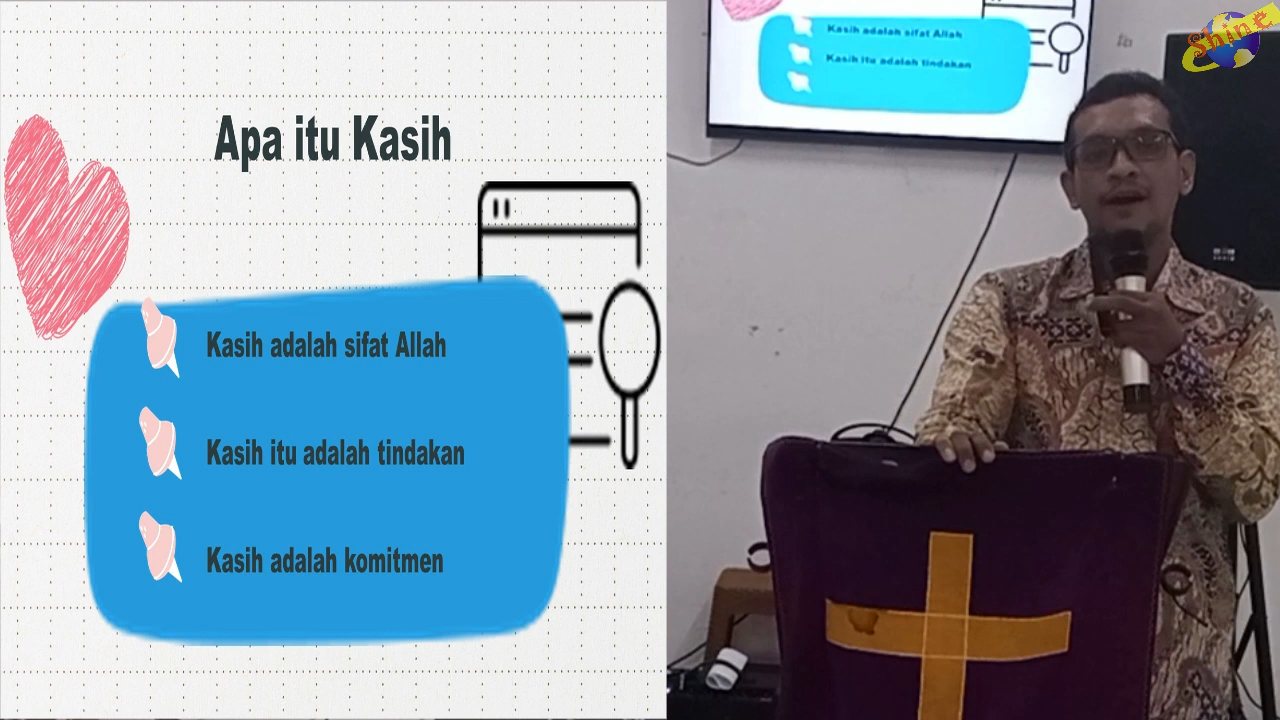 Apa itu Kasih
Kasih adalah sifat Allah
Kasih itu adalah tindakan
Kasih adalah komitmen
Kasih adalah sifat Allah
Kasih itu adalah tindakan
Shine